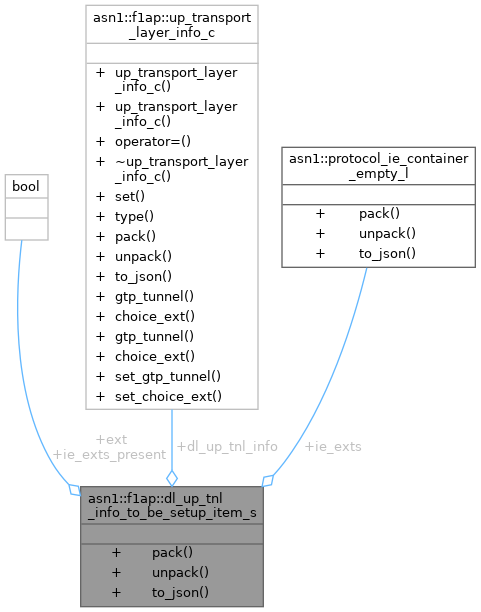 asn1::f1ap::up_transport
_layer_info_c
+ up_transport_layer
_info_c()
+ up_transport_layer
_info_c()
+ operator=()
+ ~up_transport_layer
_info_c()
+ set()
+ type()
+ pack()
+ unpack()
+ to_json()
+ gtp_tunnel()
+ choice_ext()
+ gtp_tunnel()
+ choice_ext()
+ set_gtp_tunnel()
+ set_choice_ext()
bool
asn1::protocol_ie_container
_empty_l
+ pack()
+ unpack()
+ to_json()
+ext
+ie_exts_present
+dl_up_tnl_info
+ie_exts
asn1::f1ap::dl_up_tnl
_info_to_be_setup_item_s
+ pack()
+ unpack()
+ to_json()